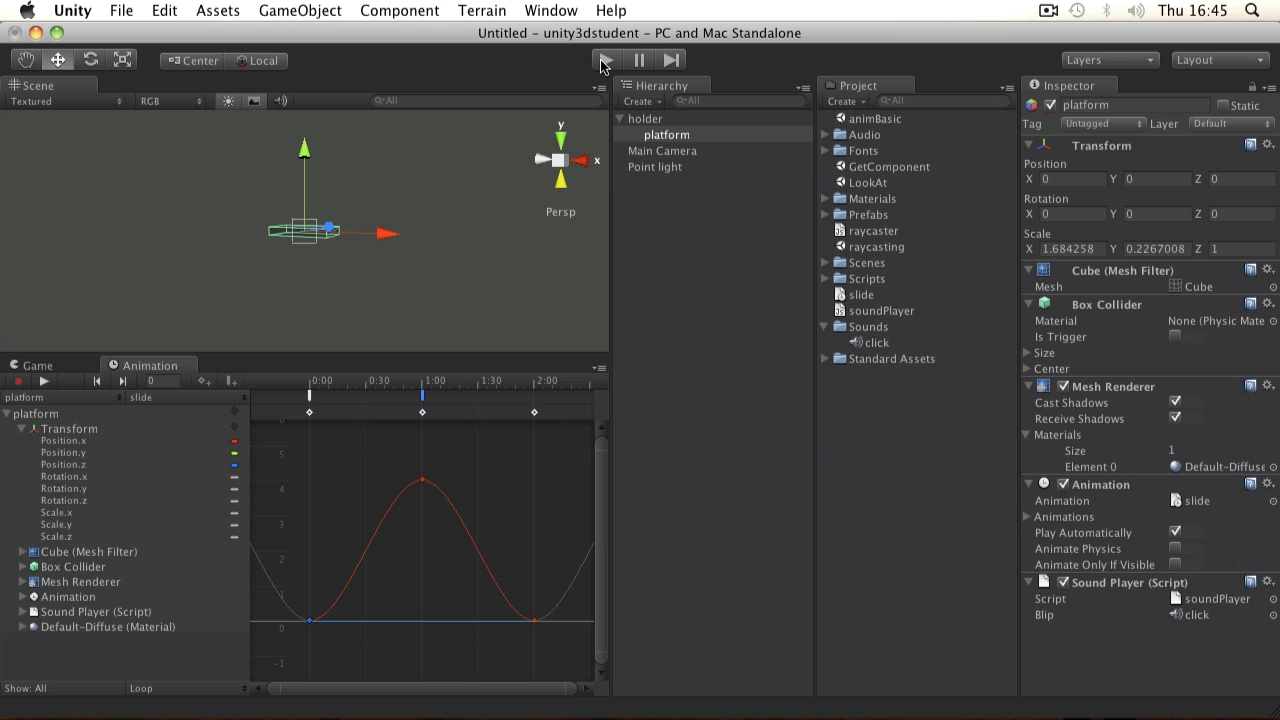 Unity File Edit Assets GameObject Component Terrain Window Help Thu 16:45
Untitled - unity3dstudent - PC and Mac Standalone
Center Local Layers Layout
Scene
Textured RGB All
y
x
Persp
Game Animation
0 0:00 0:30 1:00 1:30 2:00
platform slide
platform
Transform
Position.x
Position.y
Position.z
Rotation.x
Rotation.y
Rotation.z
Scale.x
Scale.y
Scale.z
Cube (Mesh Filter)
Box Collider
Mesh Renderer
Animation
Sound Player (Script)
Default-Diffuse (Material)
5
4
3
2
1
0
-1
Show: All Loop
Hierarchy
Create All
holder
platform
Main Camera
Point light
Project
Create All
animBasic
Audio
Fonts
GetComponent
LookAt
Materials
Prefabs
raycaster
raycasting
Scenes
Scripts
slide
soundPlayer
Sounds
click
Standard Assets
Inspector
platform Static
Tag Untagged Layer Default
Transform
Position
X 0 Y 0 Z 0
Rotation
X 0 Y 0 Z 0
Scale
X 1.684258 Y 0.2267008 Z 1
Cube (Mesh Filter)
Mesh Cube
Box Collider
Material None (Physic Mate
Is Trigger
Size
Center
Mesh Renderer
Cast Shadows
Receive Shadows
Materials
Size 1
Element 0 Default-Diffuse
Animation
Animation slide
Animations
Play Automatically
Animate Physics
Animate Only If Visible
Sound Player (Script)
Script soundPlayer
Blip click